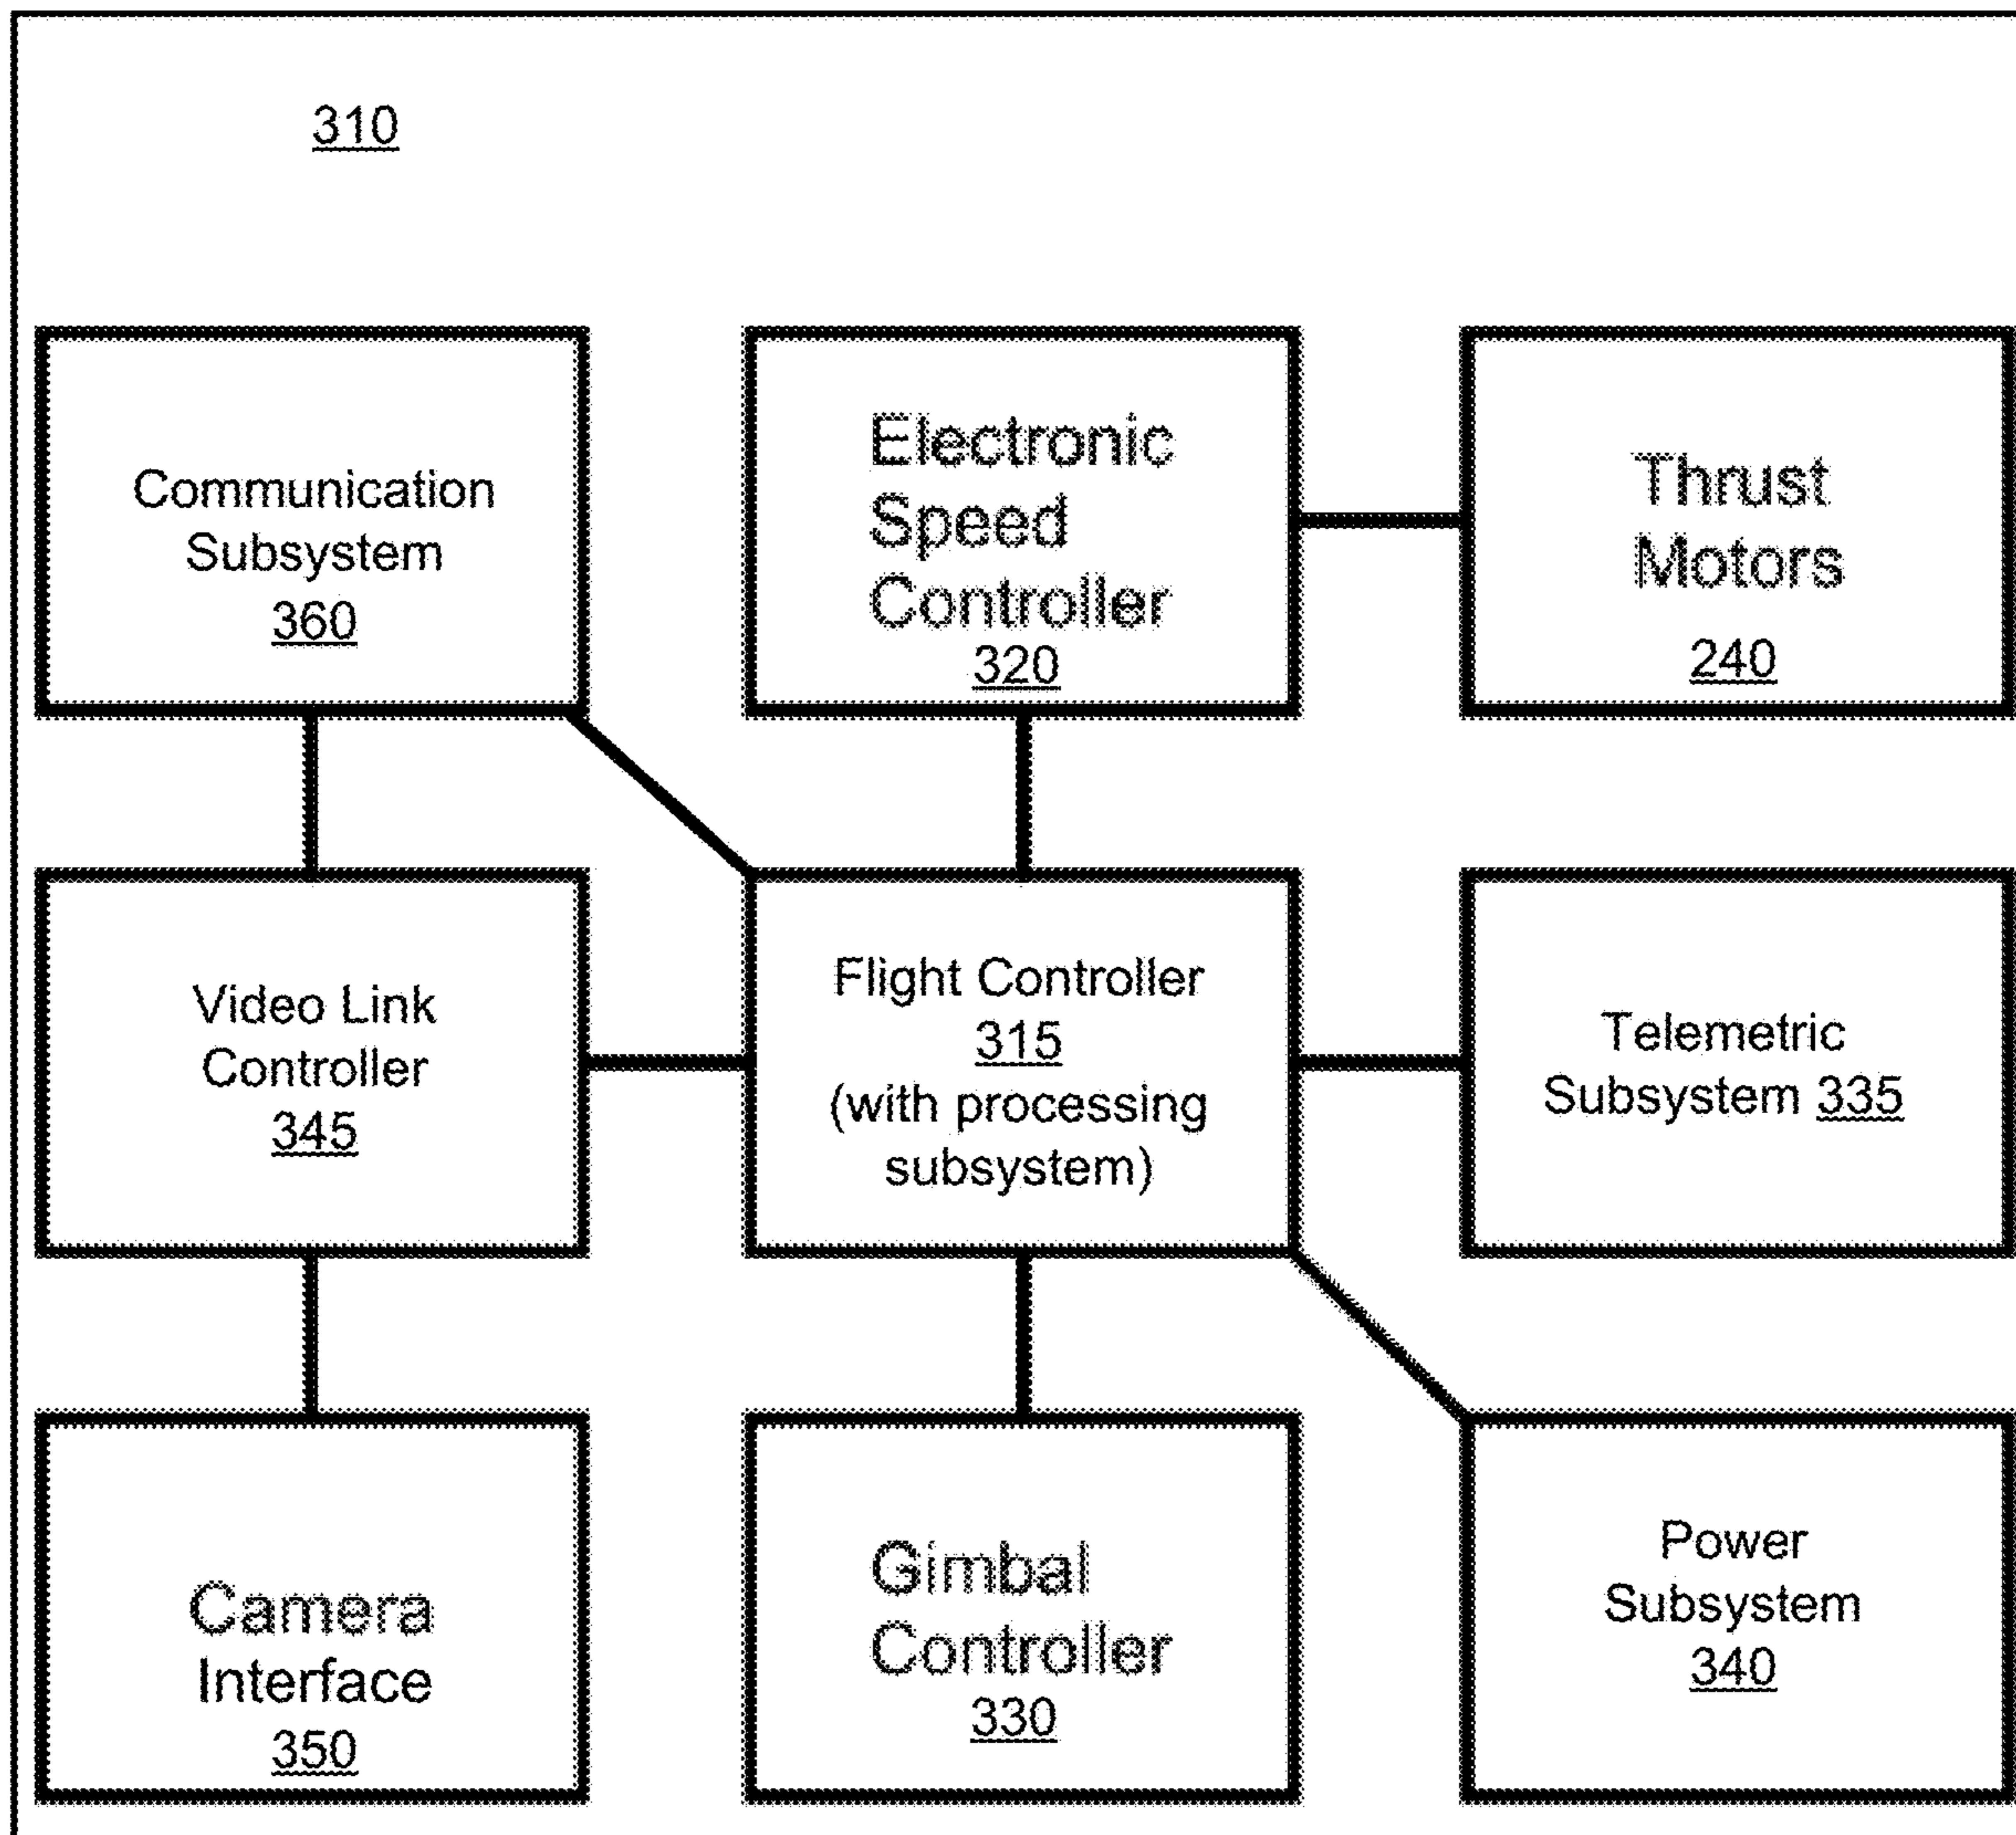 310
Communication
Subsystem
360
Electronic
Speed
Controller
320
Thrust
Motors
240
Video Link
Controller
345
Flight Controller
315
(with processing
subsystem)
Telemetric
Subsystem 335
Camera
Interface
350
Gimbal
Controller
330
Power
Subsystem
340